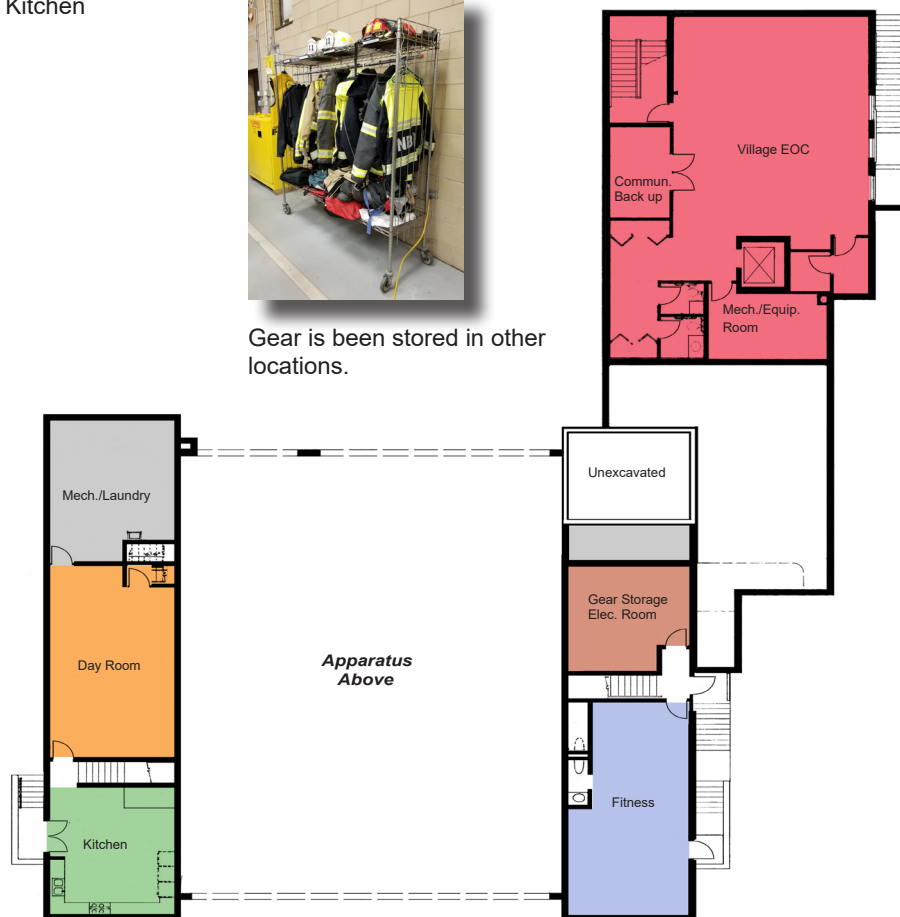 Kitchen
NB
Gear is been stored in other
locations.
Village EOC
Commun.
Back up
Mech./Equip.
Room
Unexcavated
Mech./Laundry
Gear Storage
Elec. Room
Day Room
Apparatus
Above
Fitness
Kitchen